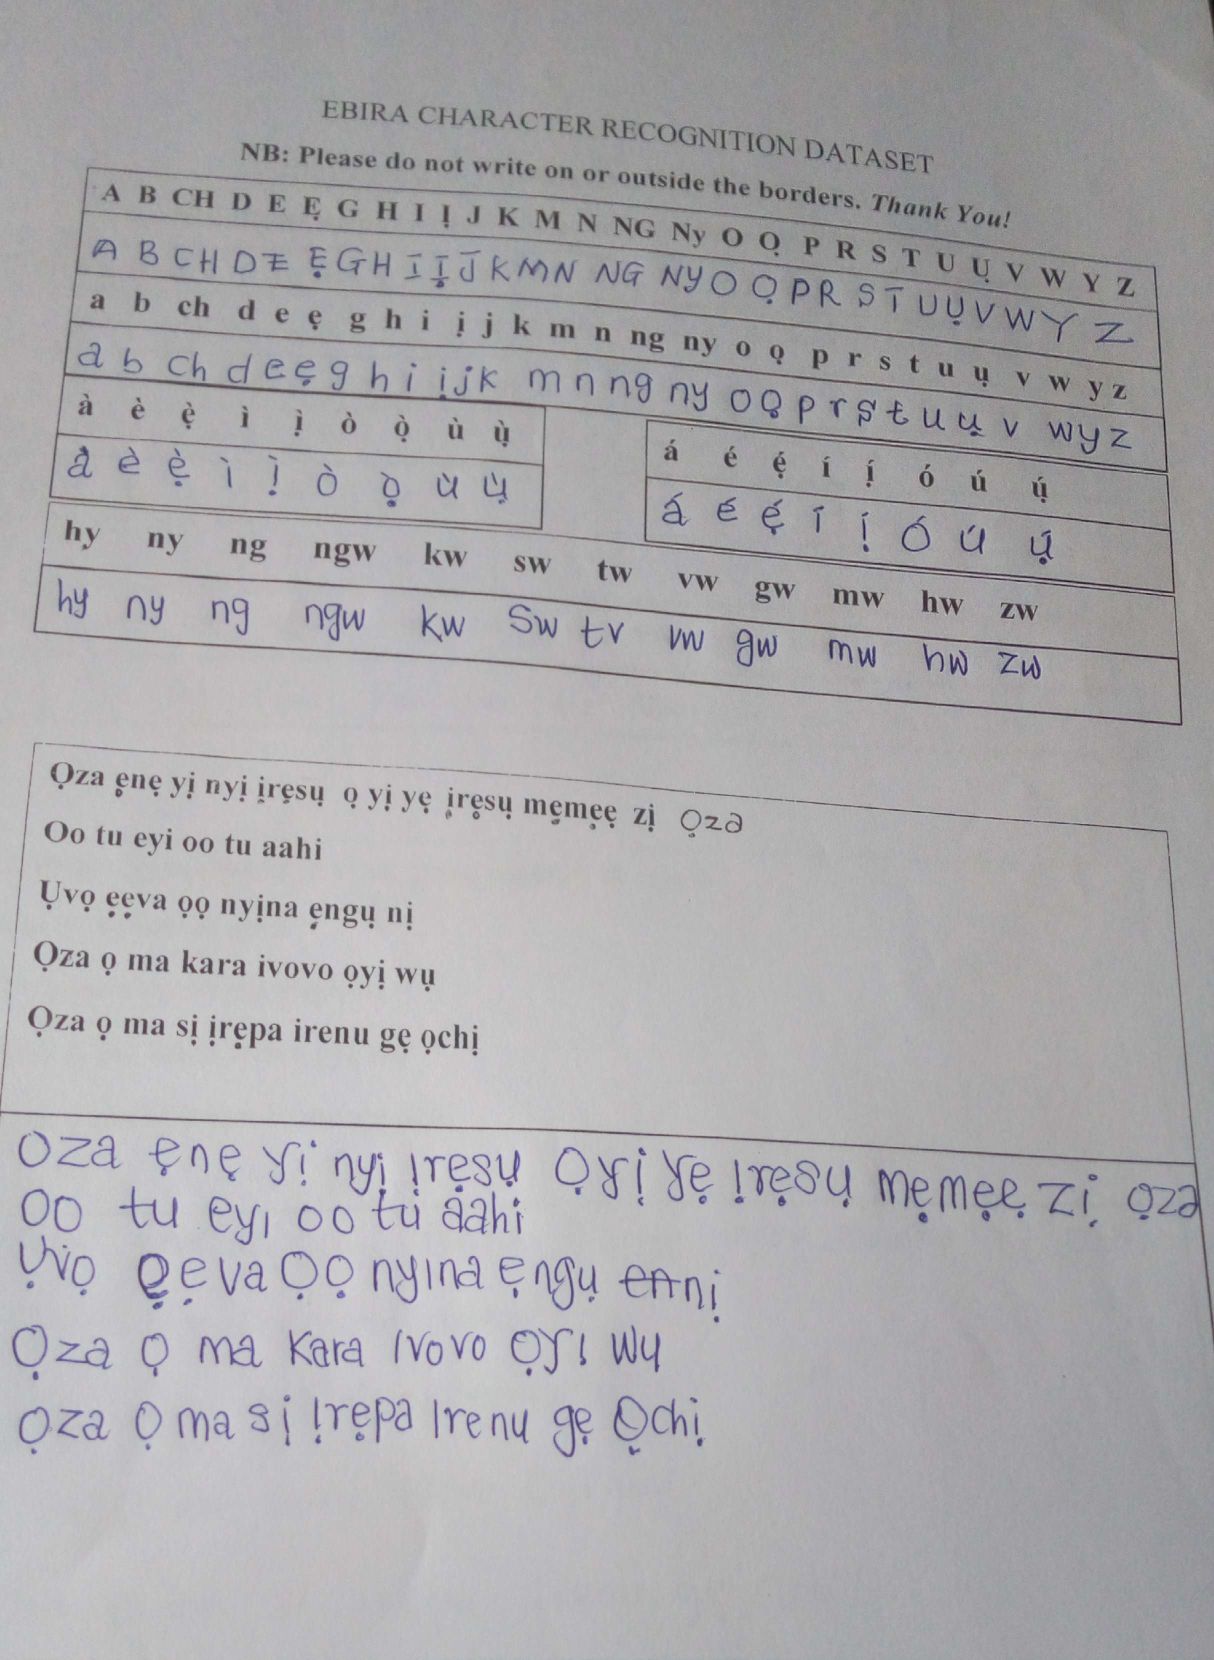 EBIRA CHARACTER RECOGNITION DATASET
NB: Please do not write on or outside the borders. Thank You!
A B CH D E Ẹ G H I Ị J K M N NG Ny O Ọ P R S T U Ụ V W Y Z
A B CH D E Ẹ G H I Ị J K M N NG NY O Ọ P R S T U Ụ V W Y Z
a b ch d e ẹ g h i ị j k m n ng ny o ọ p r s t u ụ v w y z
a b ch d e ẹ g h i ị j k m n ng ny o ọ p r s t u ụ v w y z
à è ẹ̀ ì ị̀ ò ọ̀ ù ụ̀
à è ẹ̀ ì ị̀ ò ọ̀ ù ụ̀
á é ẹ́ í ị́ ó ú ụ́
á é ẹ́ í ị́ ó ú ụ́
hy ny ng ngw kw sw tw vw gw mw hw zw
hy ny ng ngw kw sw tv vw gw mw hw zw
Ọza ẹnẹ yị nyị ịrẹsụ ọ yị yẹ ịrẹsụ mẹmẹẹ zị ọza
Oo tu eyi oo tu aahi
Ụvọ ẹẹva ọọ nyịna ẹngụ nị
Ọza ọ ma kara ivovo ọyị wụ
Ọza ọ ma sị ịrẹpa irenu gẹ ọchị
Oza ẹnẹ yị nyị ịrẹsụ Ọyị yẹ ịrẹsụ mẹmẹẹ zị ọza
OO tu eyi oo tu aahi
Ụvọ ẹẹva Ọọ nyina ẹngụ nị
Ọza Ọ ma Kara Ivovo Ọyị wu
Ọza Ọ ma sị ịrẹpa Irenu gẹ Ọchị